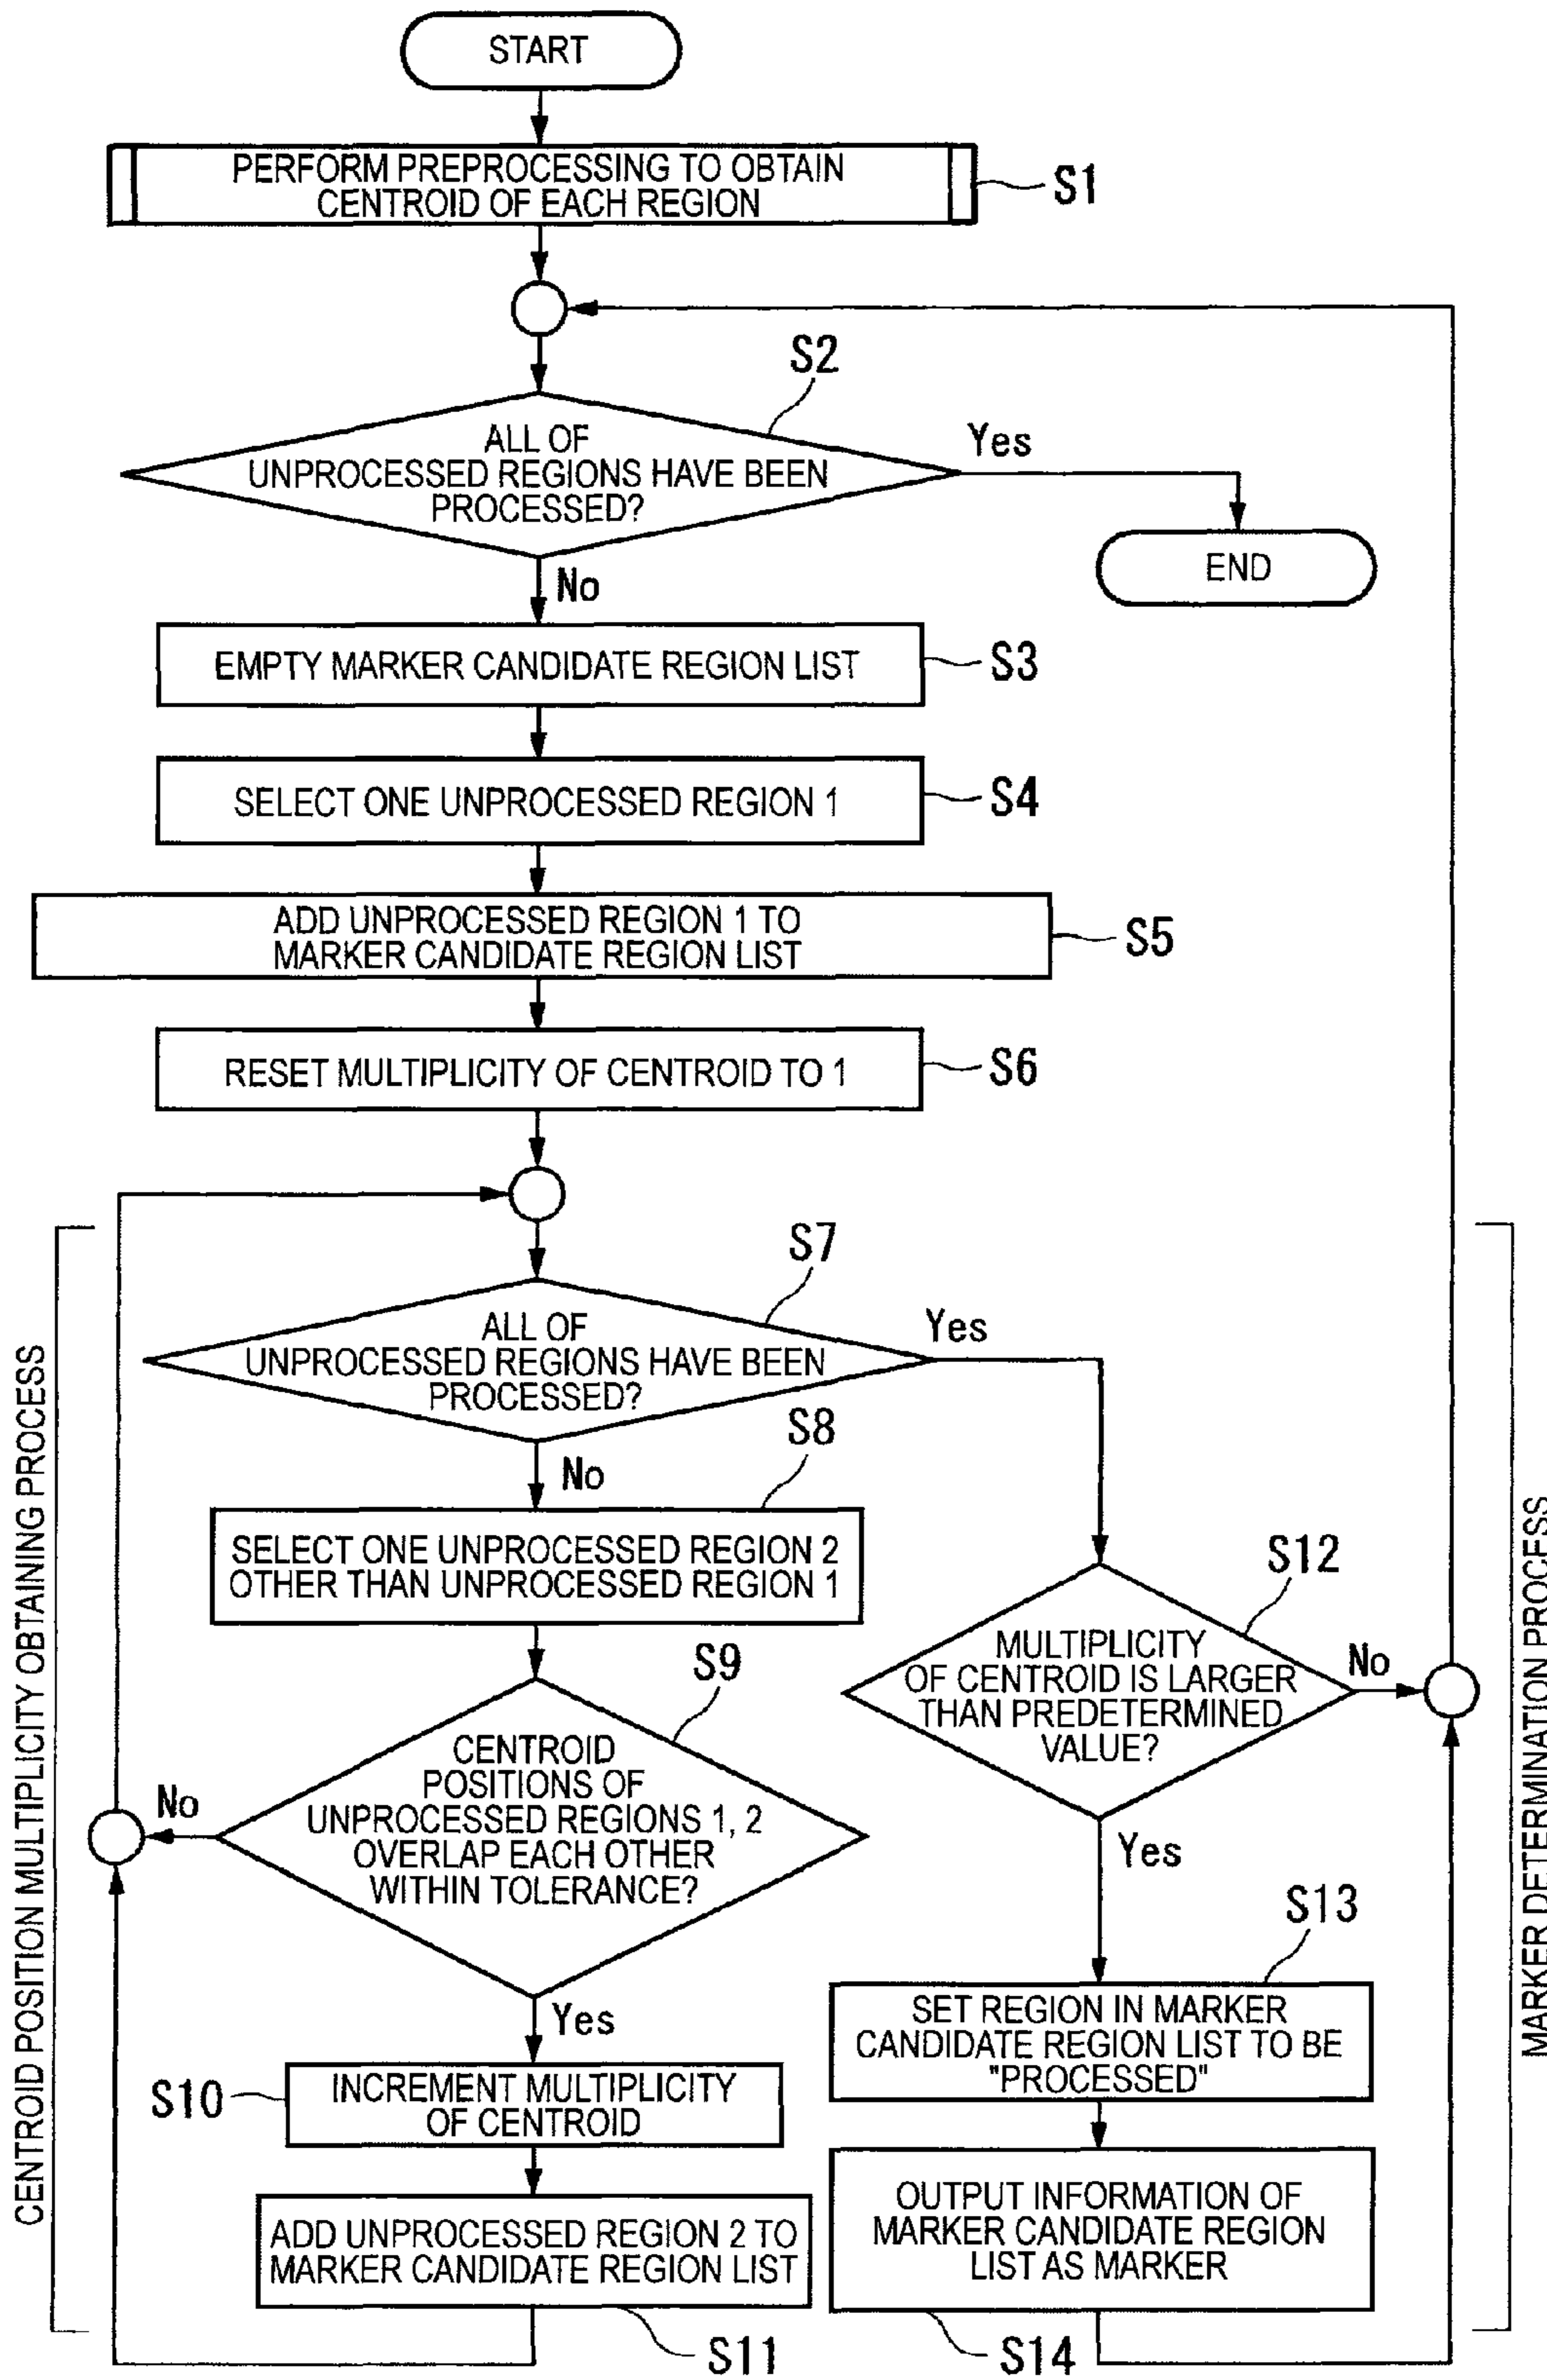 START
PERFORM PREPROCESSING TO OBTAIN
CENTROID OF EACH REGION
S1
S2
ALL OF
UNPROCESSED REGIONS HAVE BEEN
PROCESSED?
Yes
END
No
EMPTY MARKER CANDIDATE REGION LIST
S3
SELECT ONE UNPROCESSED REGION 1
S4
ADD UNPROCESSED REGION 1 TO
MARKER CANDIDATE REGION LIST
S5
RESET MULTIPLICITY OF CENTROID TO 1
S6
CENTROID POSITION MULTIPLICITY OBTAINING PROCESS
S7
ALL OF
UNPROCESSED REGIONS HAVE BEEN
PROCESSED?
Yes
No
S8
SELECT ONE UNPROCESSED REGION 2
OTHER THAN UNPROCESSED REGION 1
S9
CENTROID
POSITIONS OF
UNPROCESSED REGIONS 1, 2
OVERLAP EACH OTHER
WITHIN TOLERANCE?
No
Yes
S10
INCREMENT MULTIPLICITY
OF CENTROID
ADD UNPROCESSED REGION 2 TO
MARKER CANDIDATE REGION LIST
S11
MARKER DETERMINATION PROCESS
S12
MULTIPLICITY
OF CENTROID IS LARGER
THAN PREDETERMINED
VALUE?
No
Yes
S13
SET REGION IN MARKER
CANDIDATE REGION LIST TO BE
"PROCESSED"
OUTPUT INFORMATION OF
MARKER CANDIDATE REGION
LIST AS MARKER
S14